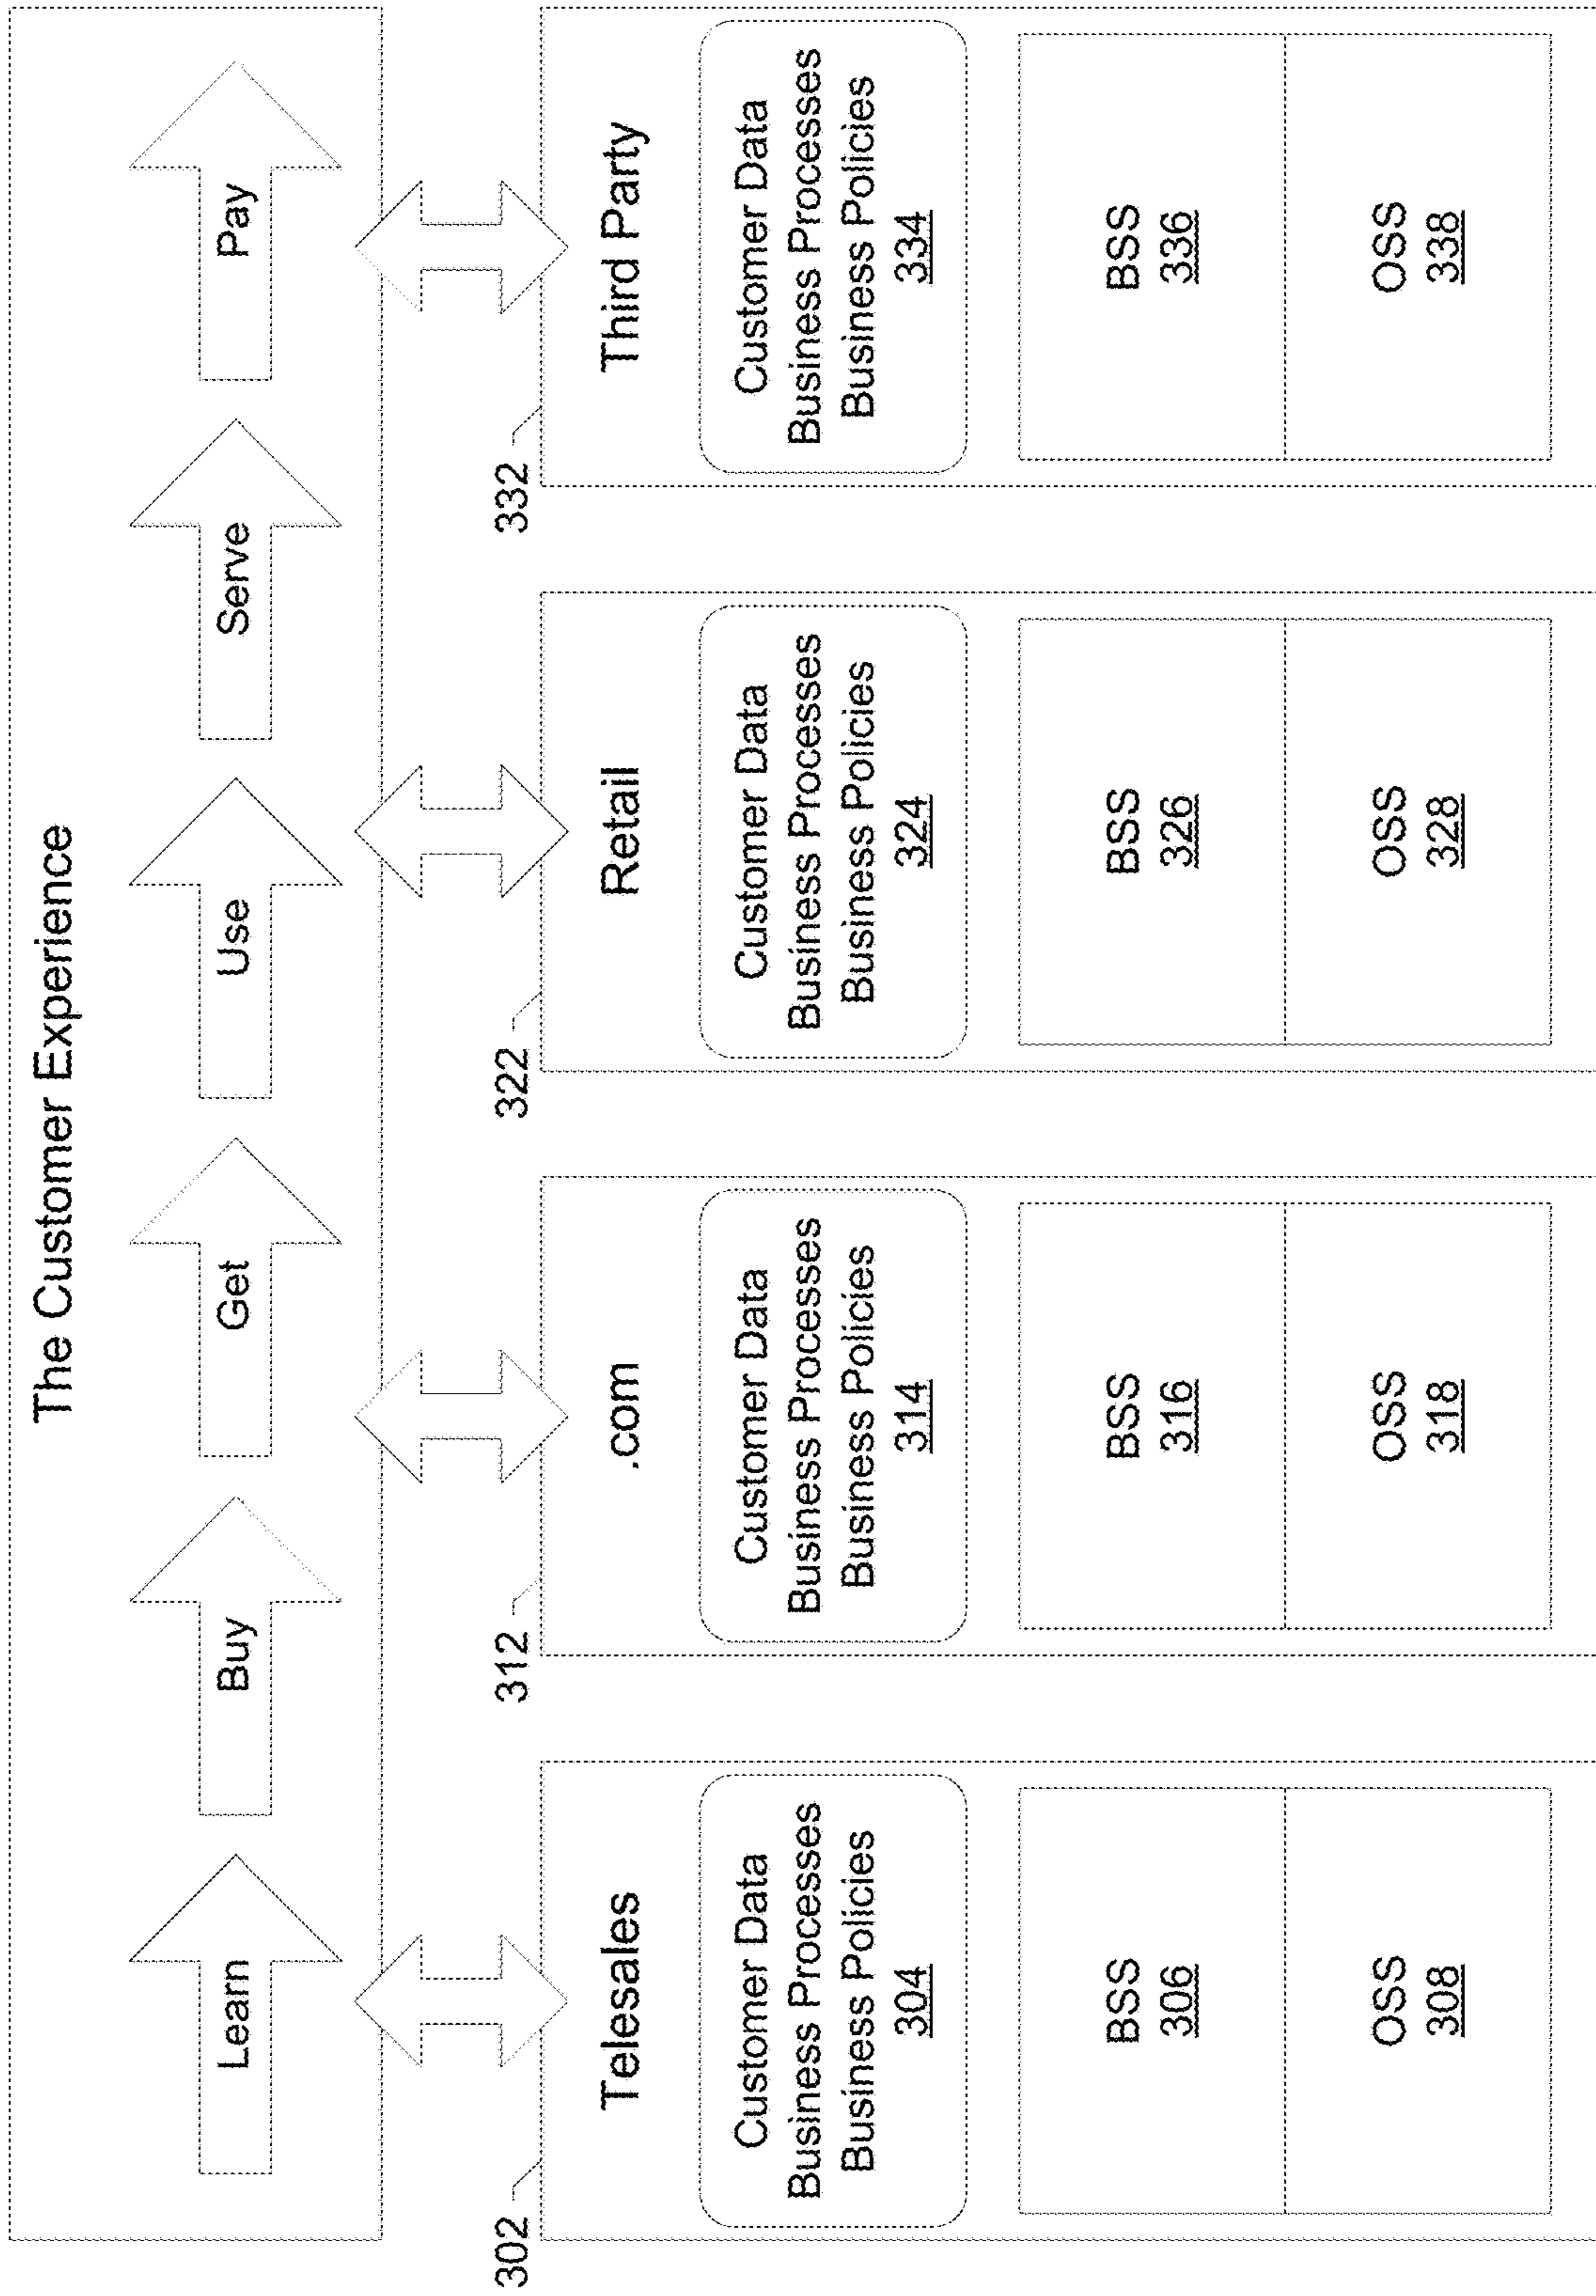 The Customer Experience
Learn
Buy
Get
Use
Serve
Pay
302
Telesales
Customer Data
Business Processes
Business Policies
304
BSS
306
OSS
308
312
.com
Customer Data
Business Processes
Business Policies
314
BSS
316
OSS
318
322
Retail
Customer Data
Business Processes
Business Policies
324
BSS
326
OSS
328
332
Third Party
Customer Data
Business Processes
Business Policies
334
BSS
336
OSS
338